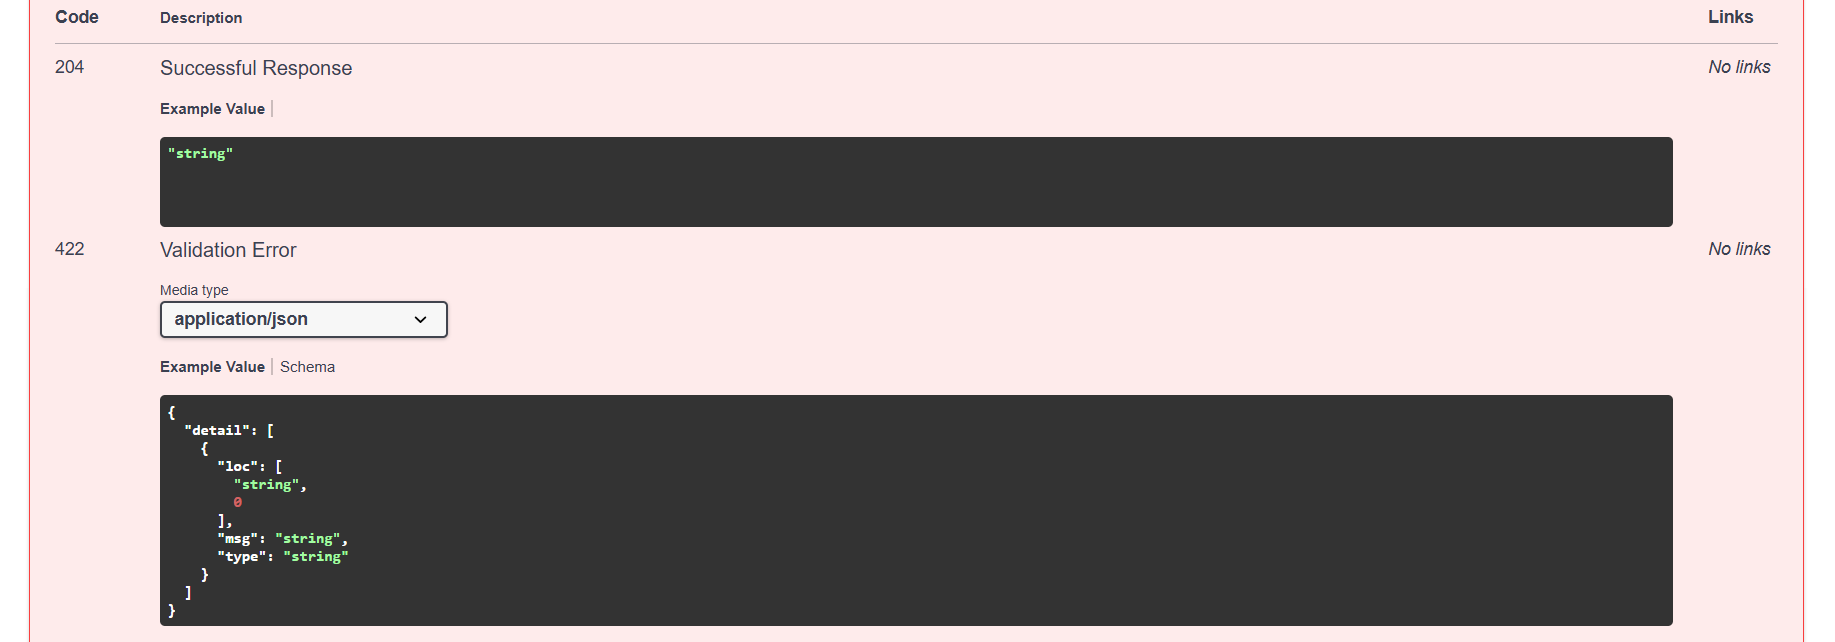 Code Description Links
204 Successful Response No links
Example Value
"string"
422 Validation Error No links
Media type
application/json
Example Value Schema
{
  "detail": [
    {
      "loc": [
        "string",
        0
      ],
      "msg": "string",
      "type": "string"
    }
  ]
}